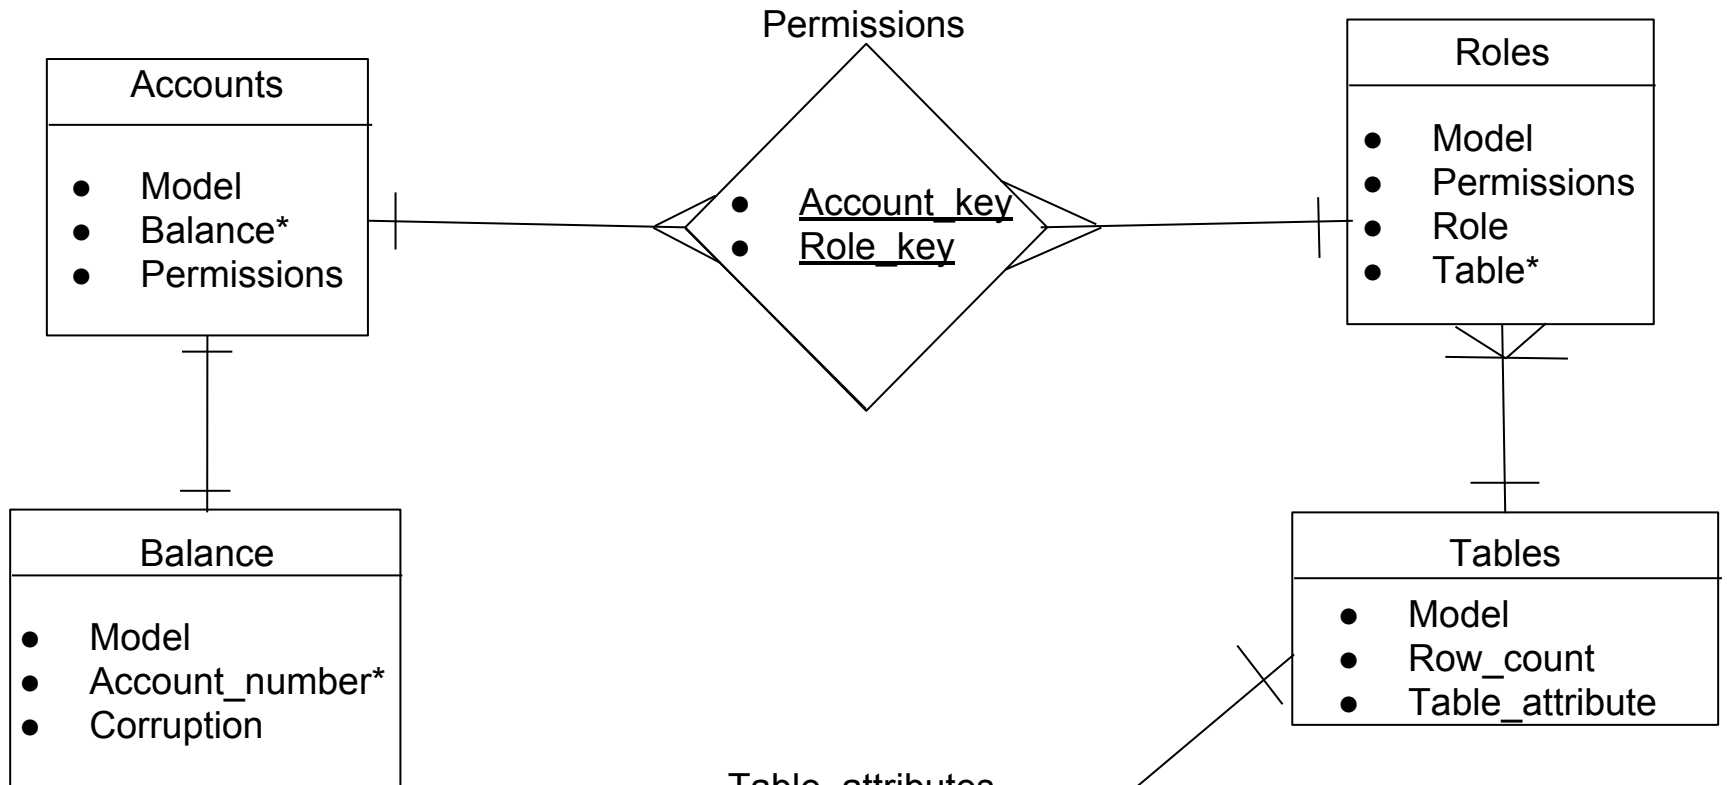 Permissions
Accounts
● Model
● Balance*
● Permissions
● Account_key
● Role_key
Roles
● Model
● Permissions
● Role
● Table*
Balance
● Model
● Account_number*
● Corruption
Tables
● Model
● Row_count
● Table_attribute
Table_attributes